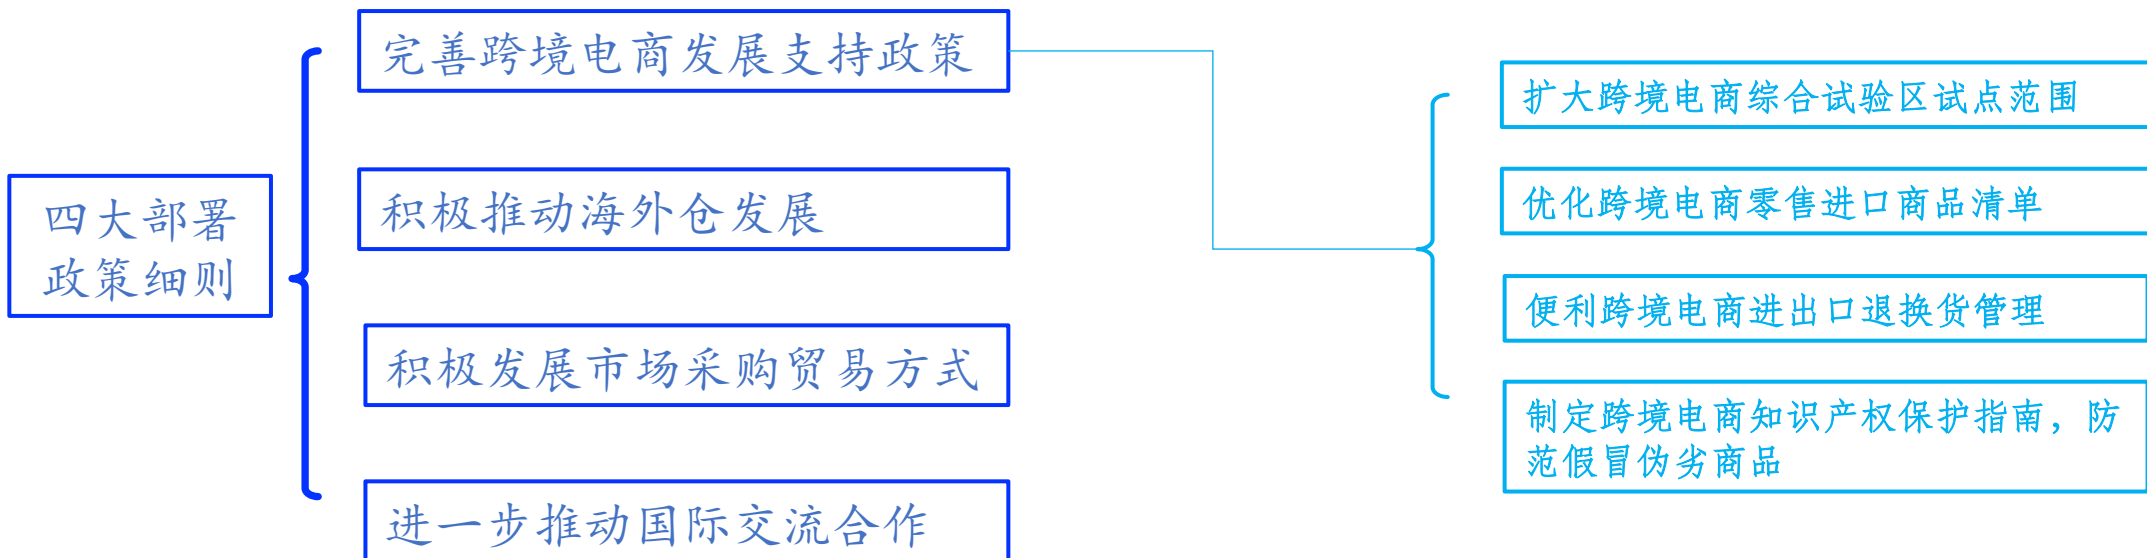 四大部署
政策细则
完善跨境电商发展支持政策
积极推动海外仓发展
积极发展市场采购贸易方式
进一步推动国际交流合作
扩大跨境电商综合试验区试点范围
优化跨境电商零售进口商品清单
便利跨境电商进出口退换货管理
制定跨境电商知识产权保护指南，防
范假冒伪劣商品